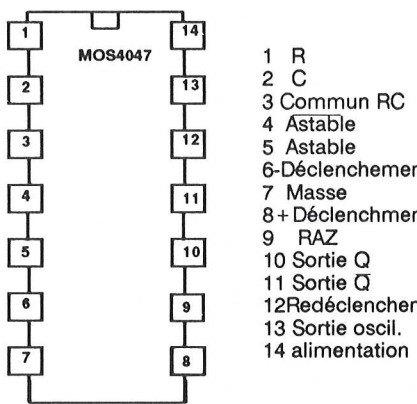 1 14
MOS4047
2 13
3 12
4 11
5 10
6 9
7 8
1 R
2 C
3 Commun RC
4 A̅s̅t̅a̅b̅l̅e̅
5 Astable
6-Déclenchemer
7 Masse
8+Déclenchmer
9 RAZ
10 Sortie Q
11 Sortie Q̅
12Redéclencher
13 Sortie oscil.
14 alimentation